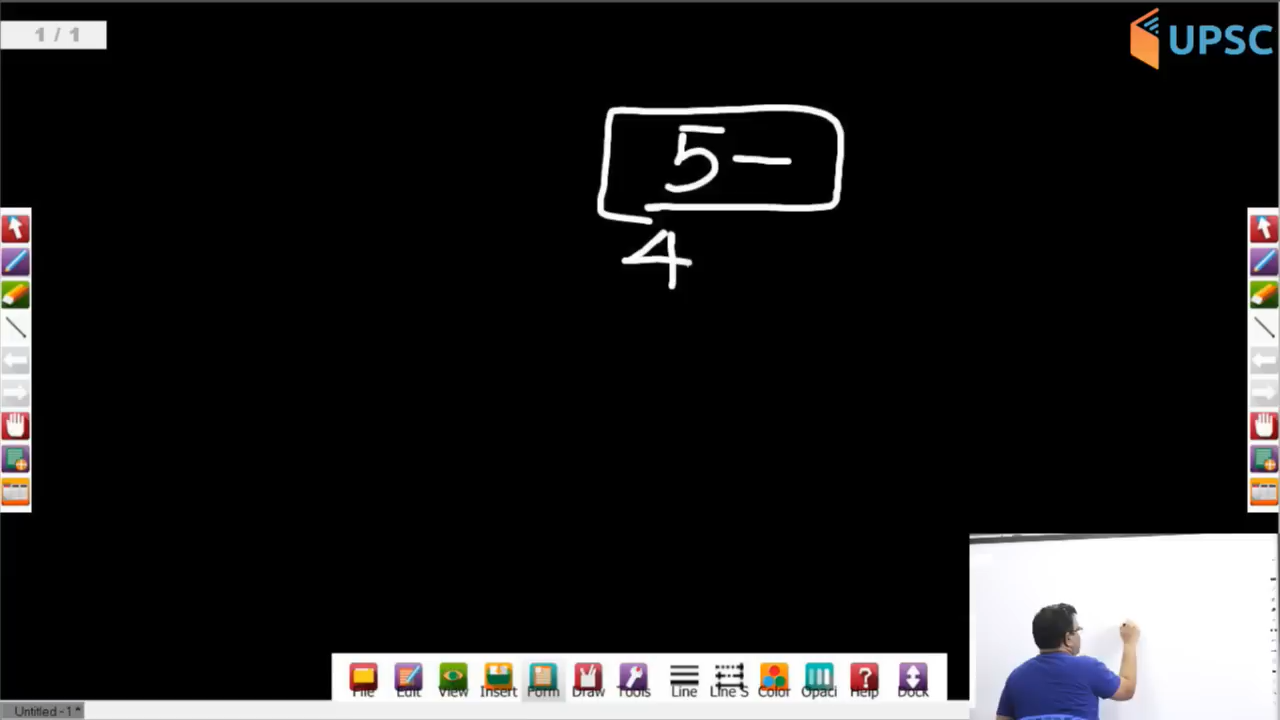 1 / 1
UPSC
5-
4
File Edit View Insert Form Draw Tools Line Line S Color Opaci Help Dock
Untitled - 1 *